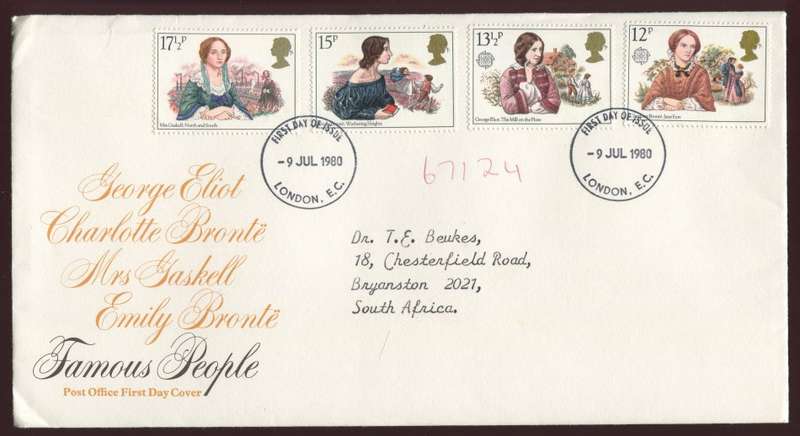 17½P
15P
13½P
12P
Mrs Gaskell: North and South
Wuthering Heights
George Eliot: The Mill on the Floss
Brontë: Jane Eyre
FIRST DAY OF ISSUE
-9 JUL 1980
LONDON, E.C.
FIRST DAY OF ISSUE
-9 JUL 1980
LONDON, E.C.
67124
George Eliot
Charlotte Brontë
Mrs Gaskell
Emily Brontë
Famous People
Post Office First Day Cover
Dr. T.E. Beukes,
18, Chesterfield Road,
Bryanston 2021,
South Africa.